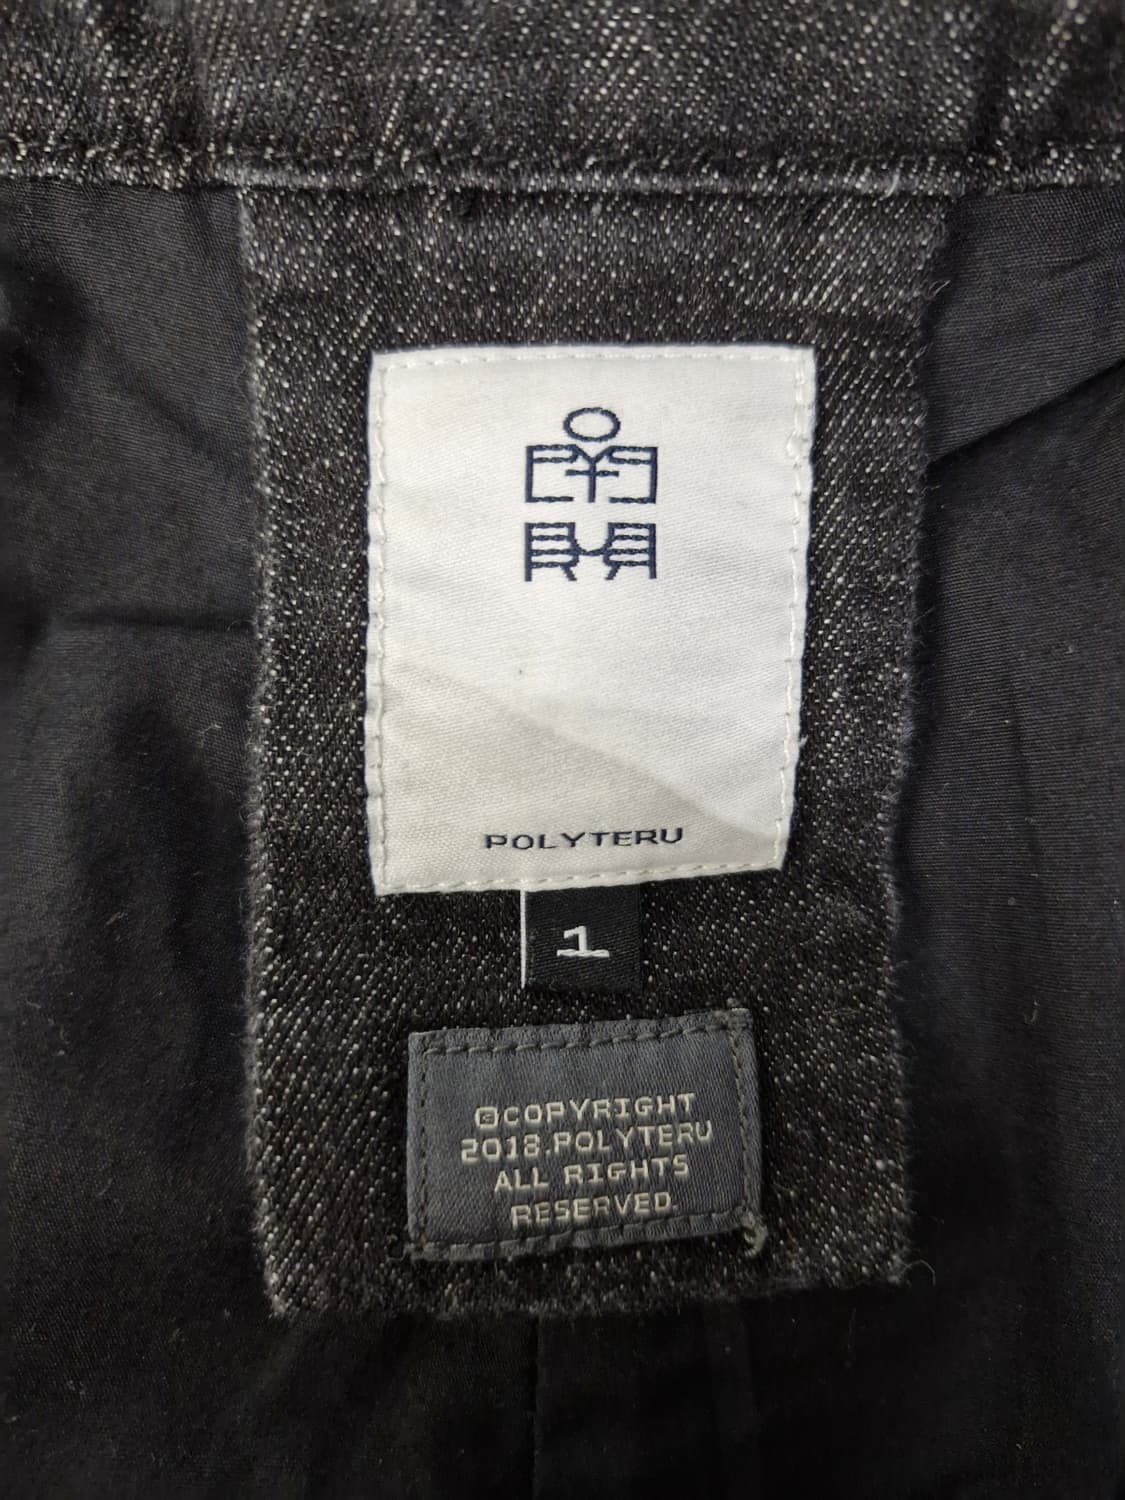 POLYTERU
1
©COPYRIGHT
2018.POLYTERU
ALL RIGHTS
RESERVED